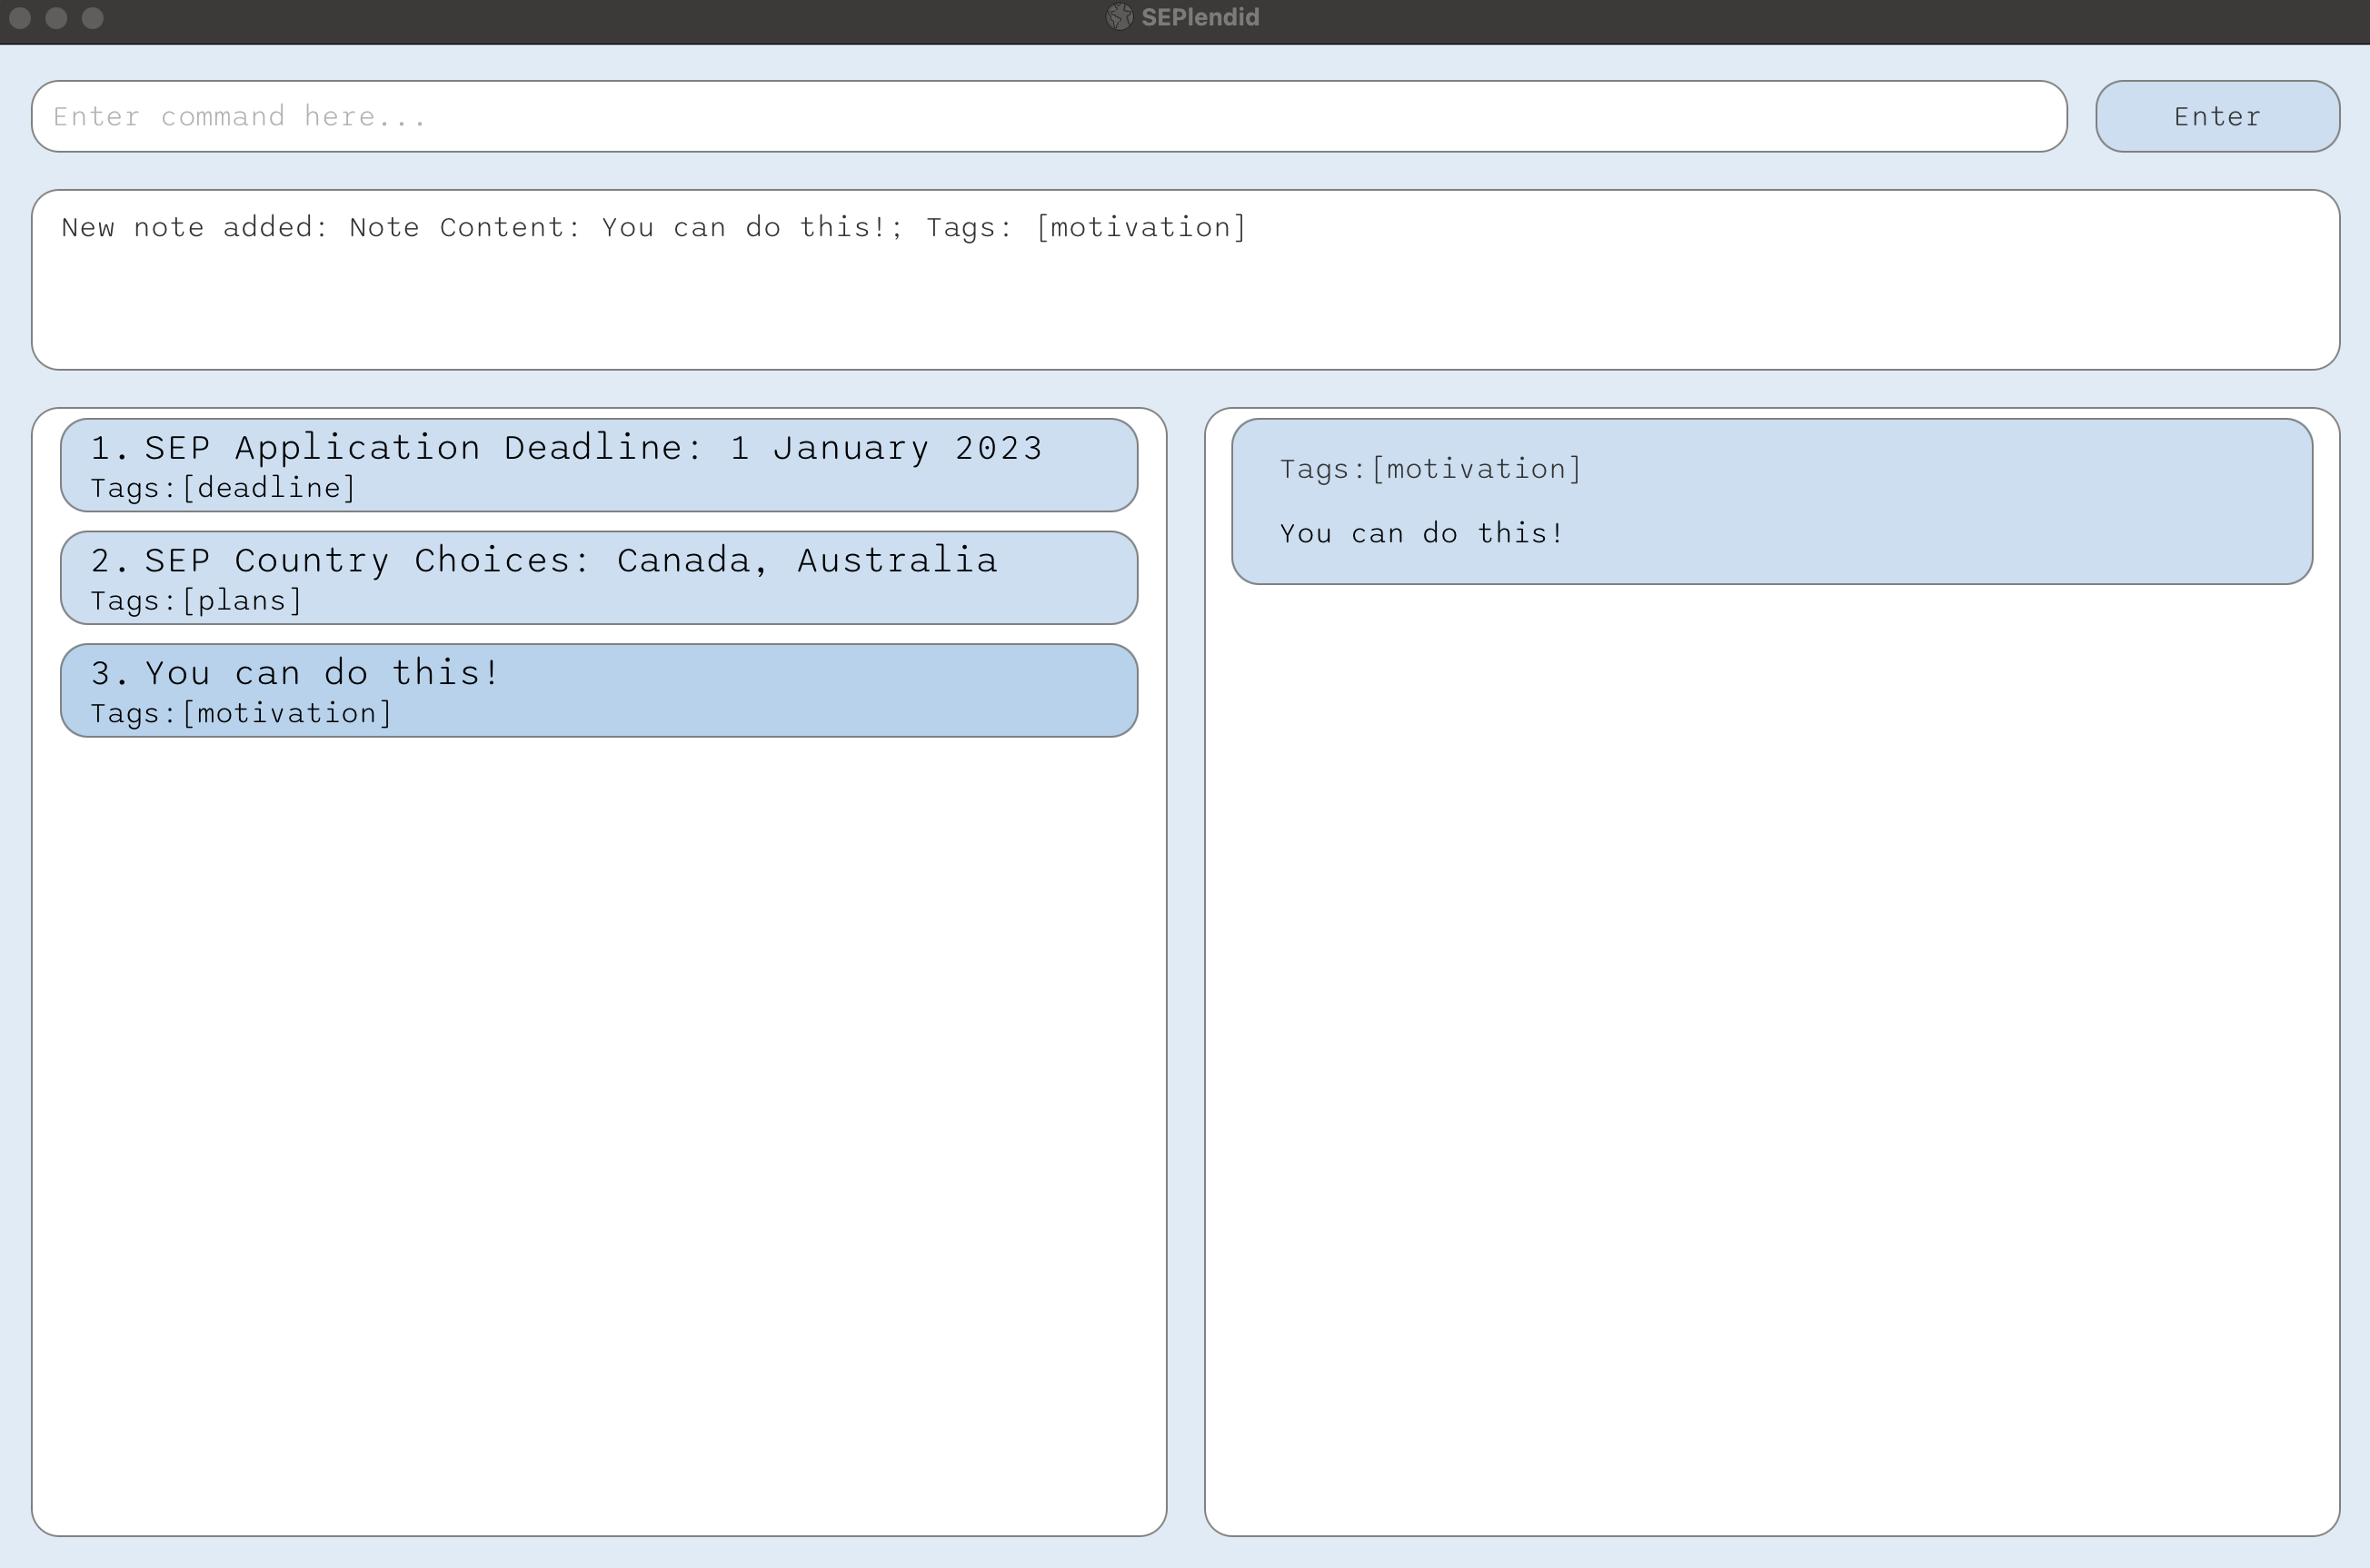 SEPlendid
Enter command here...
Enter
New note added: Note Content: You can do this!; Tags: [motivation]
1. SEP Application Deadline: 1 January 2023
Tags:[deadline]
2. SEP Country Choices: Canada, Australia
Tags:[plans]
3. You can do this!
Tags:[motivation]
Tags:[motivation]
You can do this!